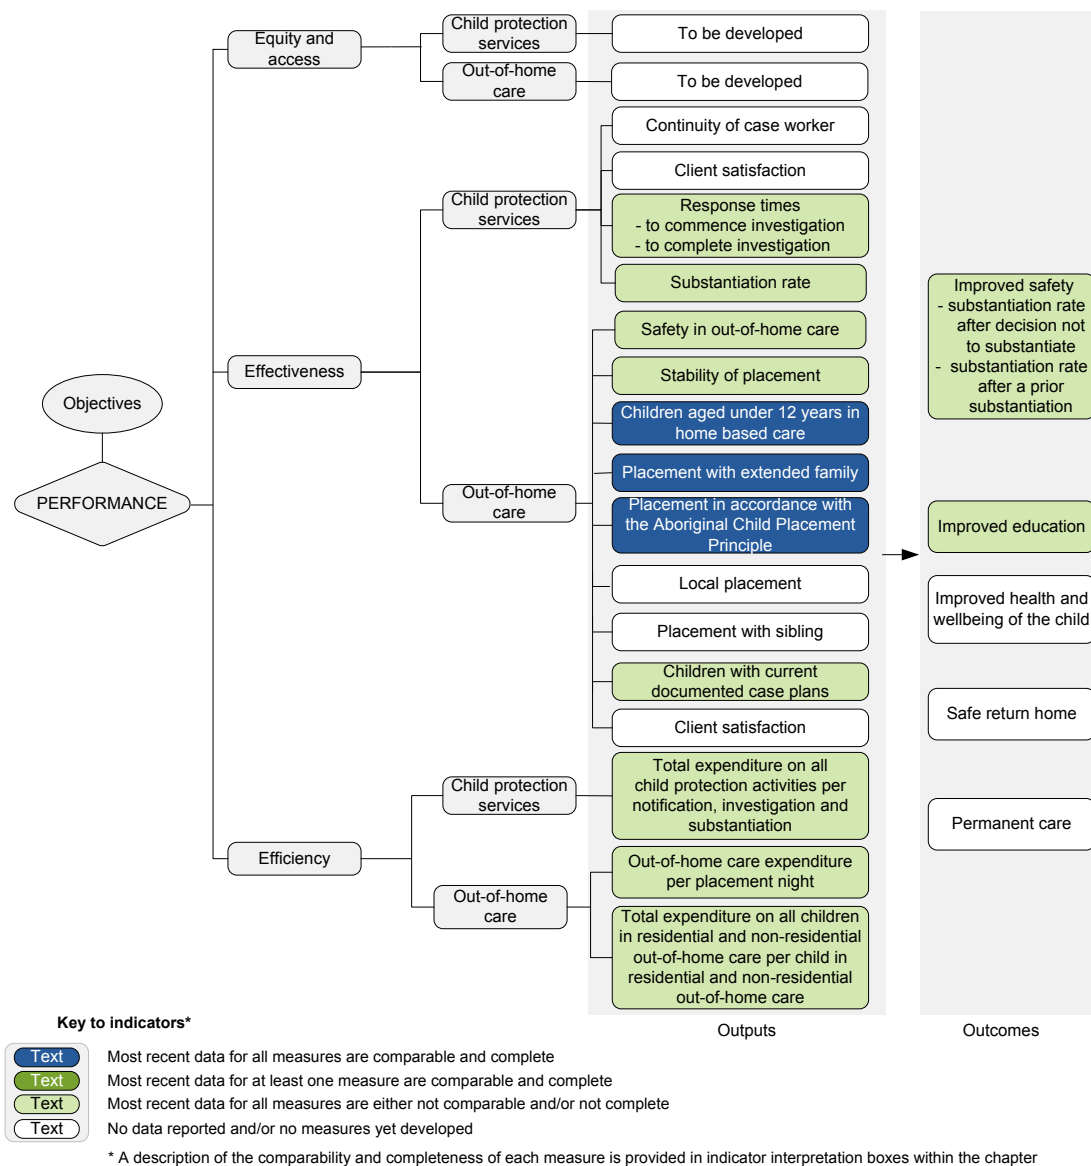 Objectives
PERFORMANCE
Equity and
access
Child protection
services
To be developed
Out-of-home
care
To be developed
Effectiveness
Child protection
services
Continuity of case worker
Client satisfaction
Response times
- to commence investigation
- to complete investigation
Substantiation rate
Out-of-home
care
Safety in out-of-home care
Stability of placement
Children aged under 12 years in
home based care
Placement with extended family
Placement in accordance with
the Aboriginal Child Placement
Principle
Local placement
Placement with sibling
Children with current
documented case plans
Client satisfaction
Efficiency
Child protection
services
Total expenditure on all
child protection activities per
notification, investigation and
substantiation
Out-of-home
care
Out-of-home care expenditure
per placement night
Total expenditure on all children
in residential and non-residential
out-of-home care per child in
residential and non-residential
out-of-home care
Outputs
Improved safety
- substantiation rate
after decision not
to substantiate
- substantiation rate
after a prior
substantiation
Improved education
Improved health and
wellbeing of the child
Safe return home
Permanent care
Outcomes
Key to indicators*
Text Most recent data for all measures are comparable and complete
Text Most recent data for at least one measure are comparable and complete
Text Most recent data for all measures are either not comparable and/or not complete
Text No data reported and/or no measures yet developed
* A description of the comparability and completeness of each measure is provided in indicator interpretation boxes within the chapter